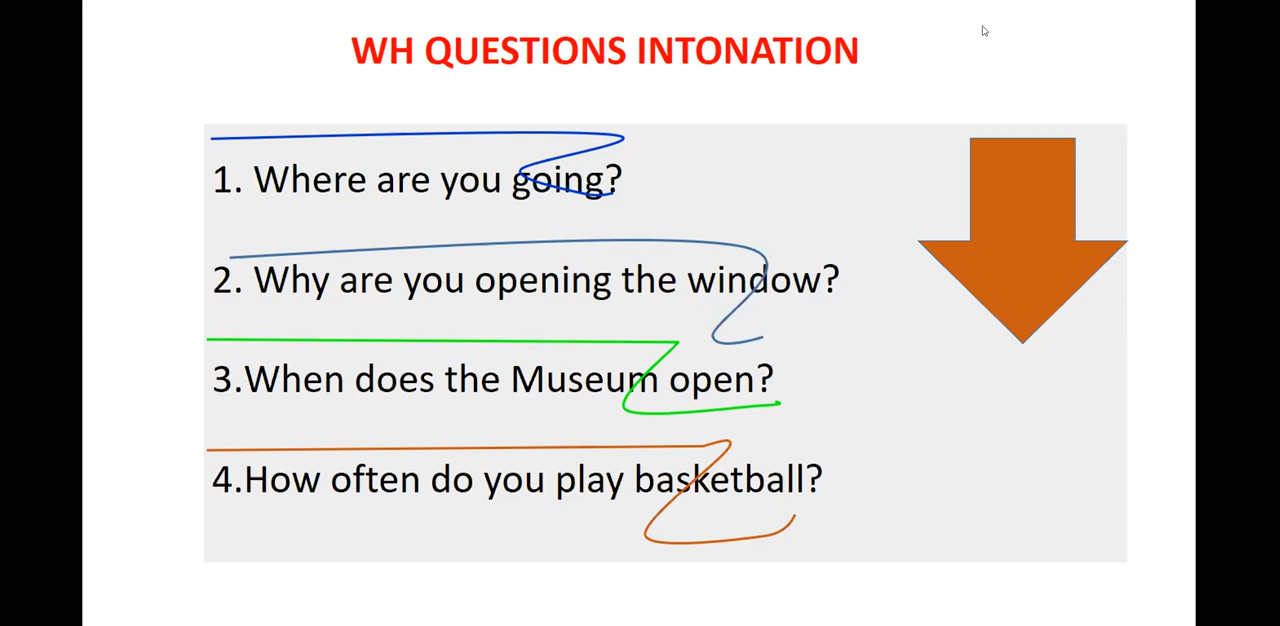 WH QUESTIONS INTONATION
1. Where are you going?
2. Why are you opening the window?
3.When does the Museum open?
4.How often do you play basketball?